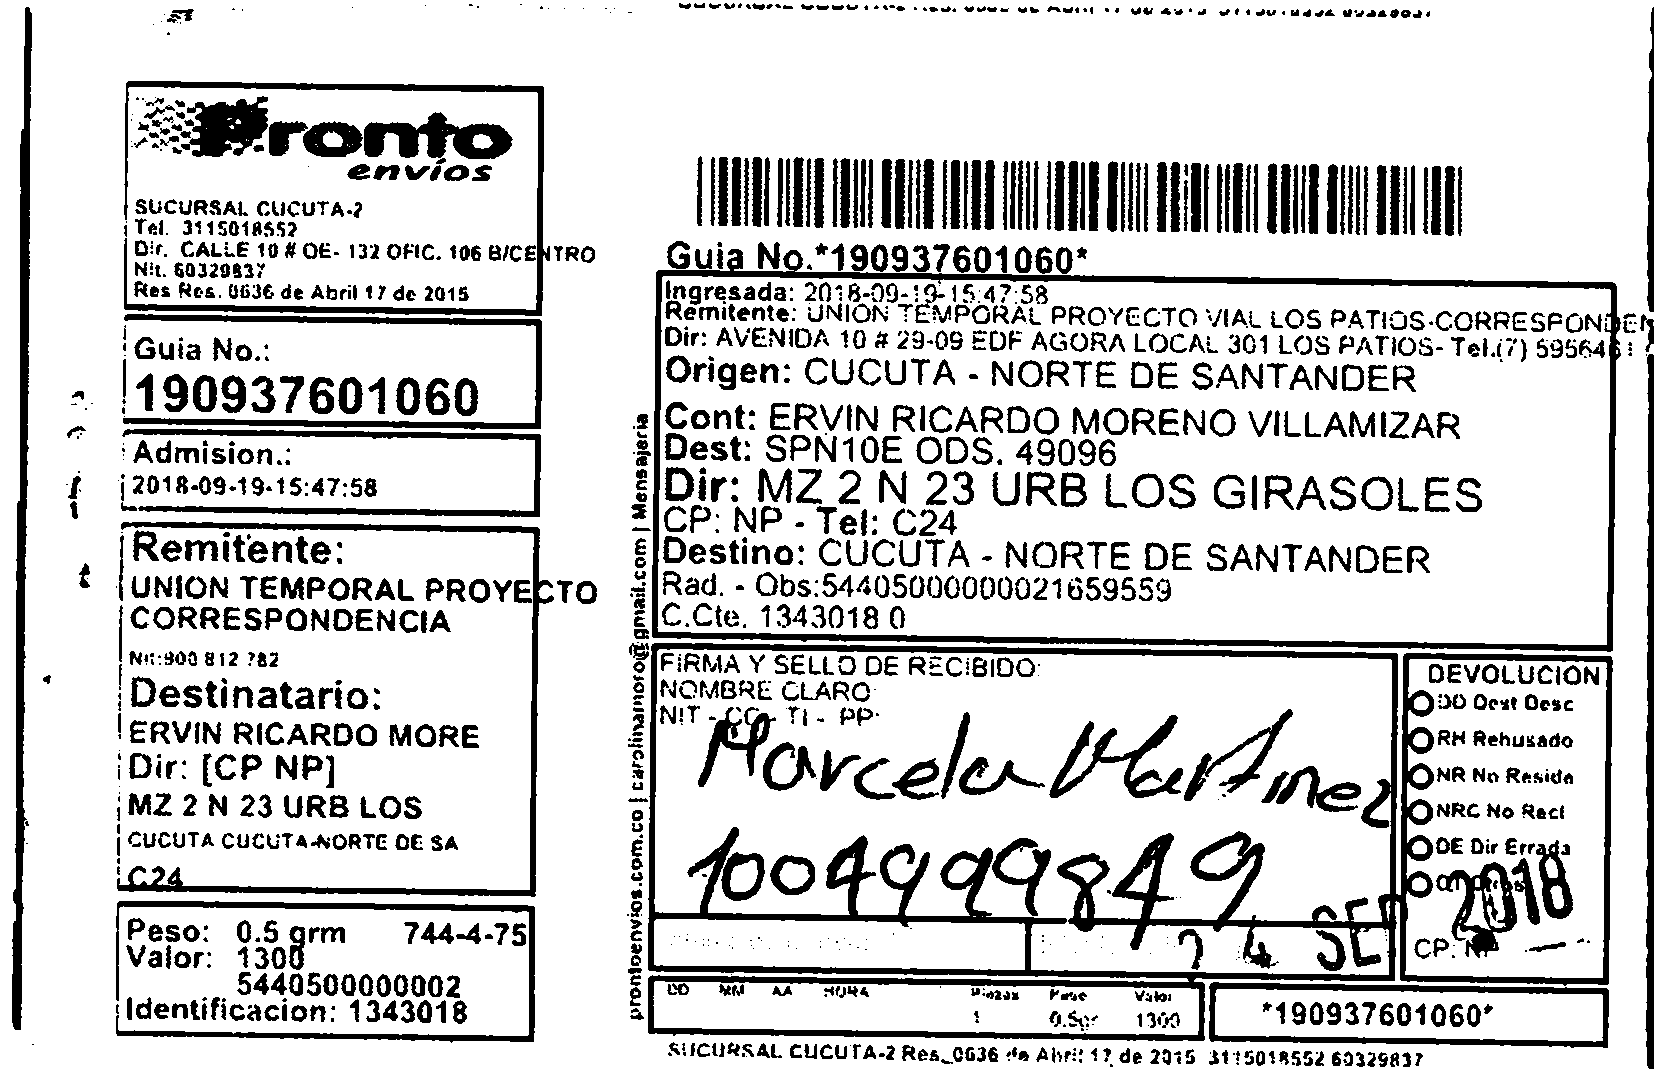 Pronto
envíos
SUCURSAL CUCUTA-2
Tel. 3115018552
Dir. CALLE 10 # OE- 132 OFIC. 106 B/CENTRO
Nit. 60329837
Res Res. 0636 de Abril 17 de 2015
Guia No.:
190937601060
Admision.:
2018-09-19-15:47:58
Remitente:
UNION TEMPORAL PROYECTO
CORRESPONDENCIA
Nit:900 812 782
Destinatario:
ERVIN RICARDO MORE
Dir: [CP NP]
MZ 2 N 23 URB LOS
CUCUTA CUCUTA-NORTE DE SA
C24
Peso: 0.5 grm 744-4-75
Valor: 1300
5440500000002
Identificacion: 1343018
prontoenvios.com.co | carolinamoro@gmail.com | Mensajeria
Guia No.*190937601060*
Ingresada: 2018-09-19-15:47:58
Remitente: UNION TEMPORAL PROYECTO VIAL LOS PATIOS-CORRESPONDEN
Dir: AVENIDA 10 # 29-09 EDF AGORA LOCAL 301 LOS PATIOS- Tel.(7) 5956461
Origen: CUCUTA - NORTE DE SANTANDER
Cont: ERVIN RICARDO MORENO VILLAMIZAR
Dest: SPN10E ODS. 49096
Dir: MZ 2 N 23 URB LOS GIRASOLES
CP: NP - Tel: C24
Destino: CUCUTA - NORTE DE SANTANDER
Rad. - Obs:544050000000021659559
C.Cte. 1343018 0
FIRMA Y SELLO DE RECIBIDO:
NOMBRE CLARO:
NIT - CC - TI - PP:
Marcela Martinez
1004999849
24 SEP 2018
DEVOLUCION
DD Dest Desc
RH Rehusado
NR No Reside
NRC No Recl
DE Dir Errada
OT Otros
CP: NP
DD MM AA HORA Piezas Peso Valor
1 0.5gr 1300
*190937601060*
SUCURSAL CUCUTA-2 Res. 0636 de Abril 17 de 2015 3115018552 60329837